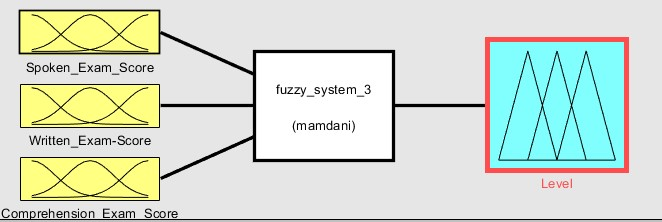 Spoken_Exam_Score
fuzzy_system_3
(mamdani)
Written_Exam-Score
Comprehension_Exam_Score
Level